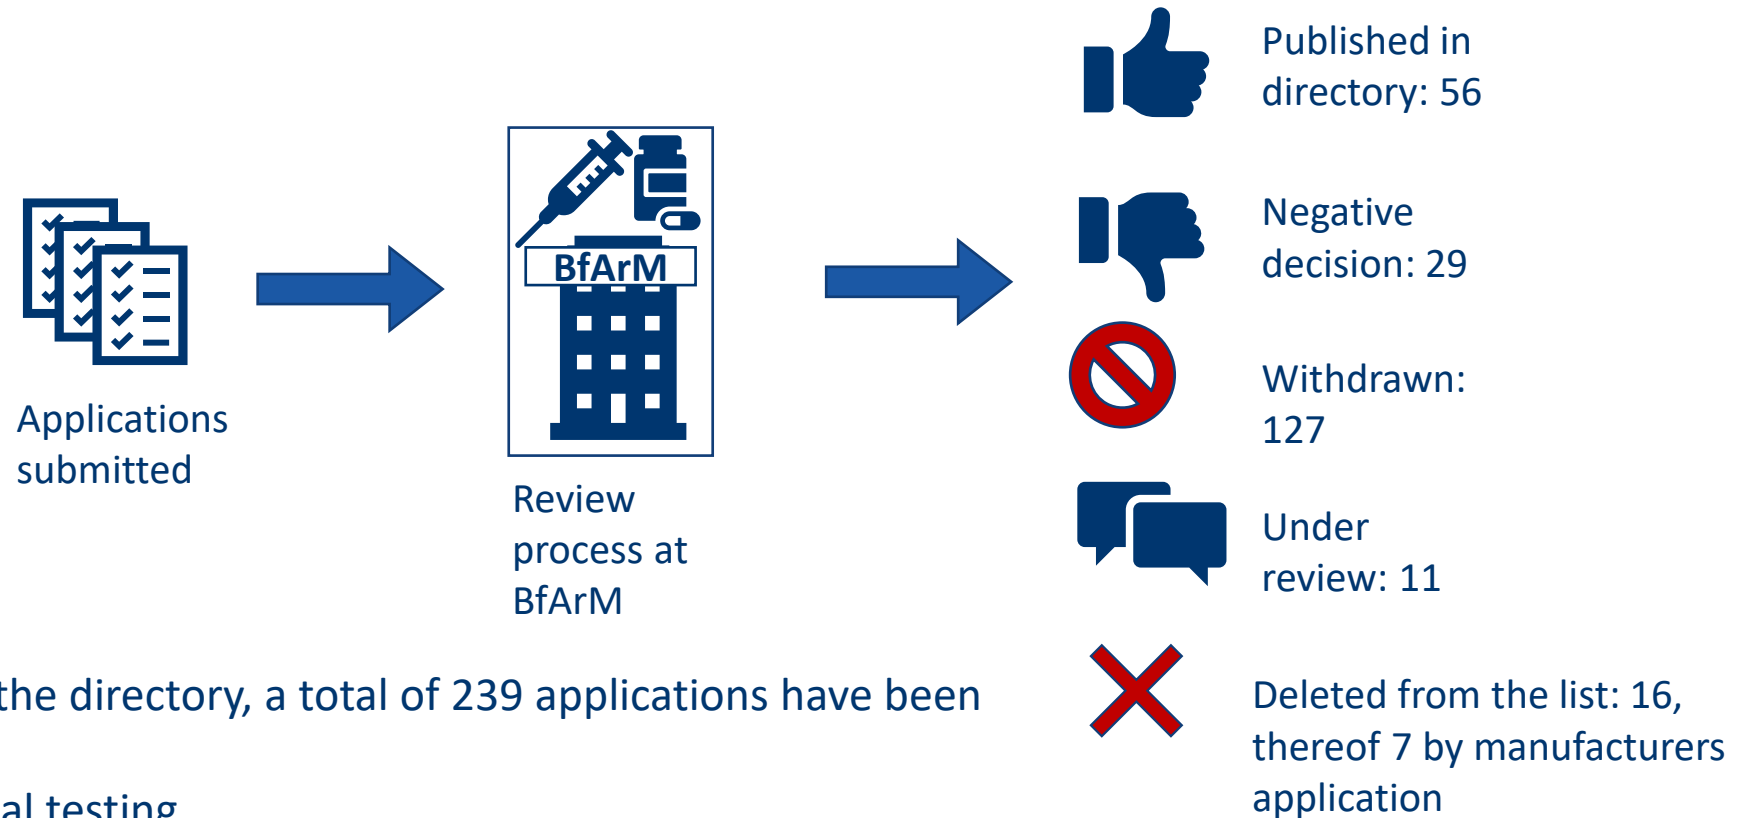 Published in
directory: 56
Negative
decision: 29
BfArM
Withdrawn:
127
Applications
submitted
Review
process at
BfArM
Under
review: 11
the directory, a total of 239 applications have been
Deleted from the list: 16,
thereof 7 by manufacturers
application
al testing